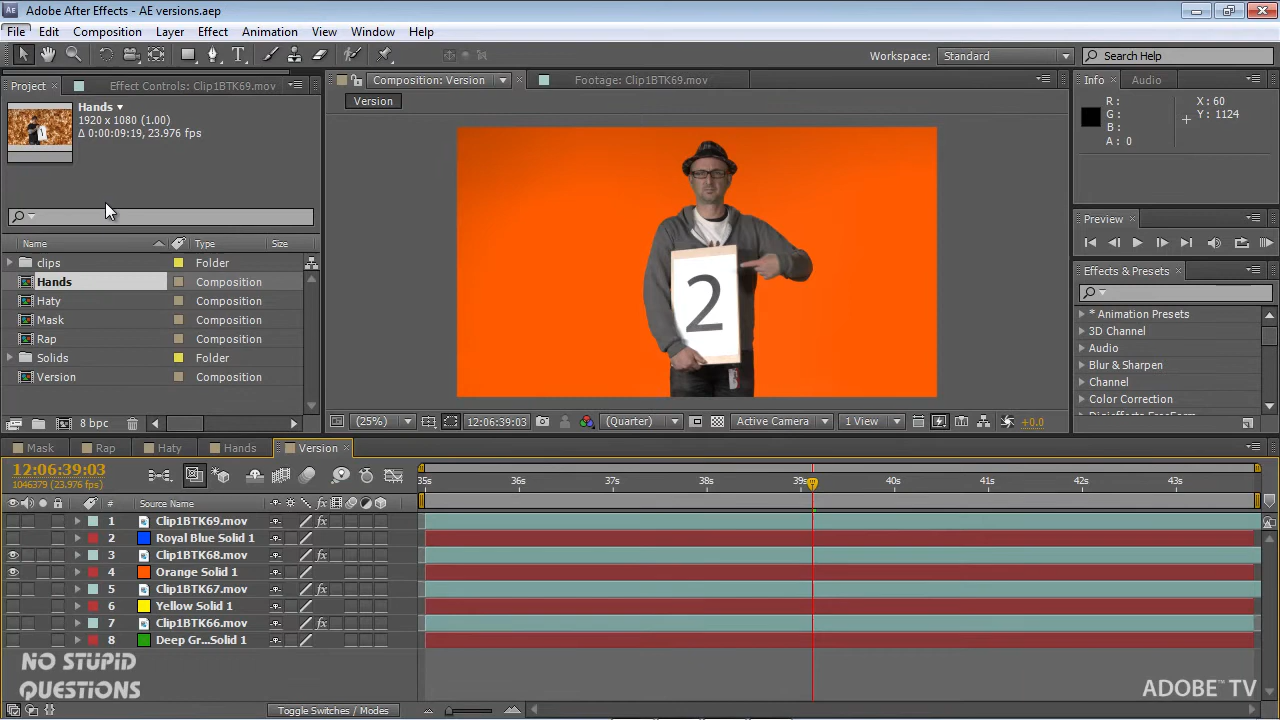 Adobe After Effects - AE versions.aep
File Edit Composition Layer Effect Animation View Window Help
Workspace: Standard Search Help
Project Effect Controls: Clip1BTK69.mov
Composition: Version Footage: Clip1BTK69.mov
Info Audio
Hands
1920 x 1080 (1.00)
Δ 0:00:09:19, 23.976 fps
Version
R: X: 60
G: Y: 1124
B:
A: 0
2
Preview
Effects & Presets
* Animation Presets
3D Channel
Audio
Blur & Sharpen
Channel
Color Correction
Name Type Size
clips Folder
Hands Composition
Haty Composition
Mask Composition
Rap Composition
Solids Folder
Version Composition
8 bpc
(25%) 12:06:39:03 (Quarter) Active Camera 1 View +0.0
Mask Rap Haty Hands Version
12:06:39:03
1046379 (23.976 fps)
35s 36s 37s 38s 39s 40s 41s 42s 43s
# Source Name
1 Clip1BTK69.mov
2 Royal Blue Solid 1
3 Clip1BTK68.mov
4 Orange Solid 1
5 Clip1BTK67.mov
6 Yellow Solid 1
7 Clip1BTK66.mov
8 Deep Gr...Solid 1
NO STUPID
QUESTIONS
ADOBE™ TV
Toggle Switches / Modes